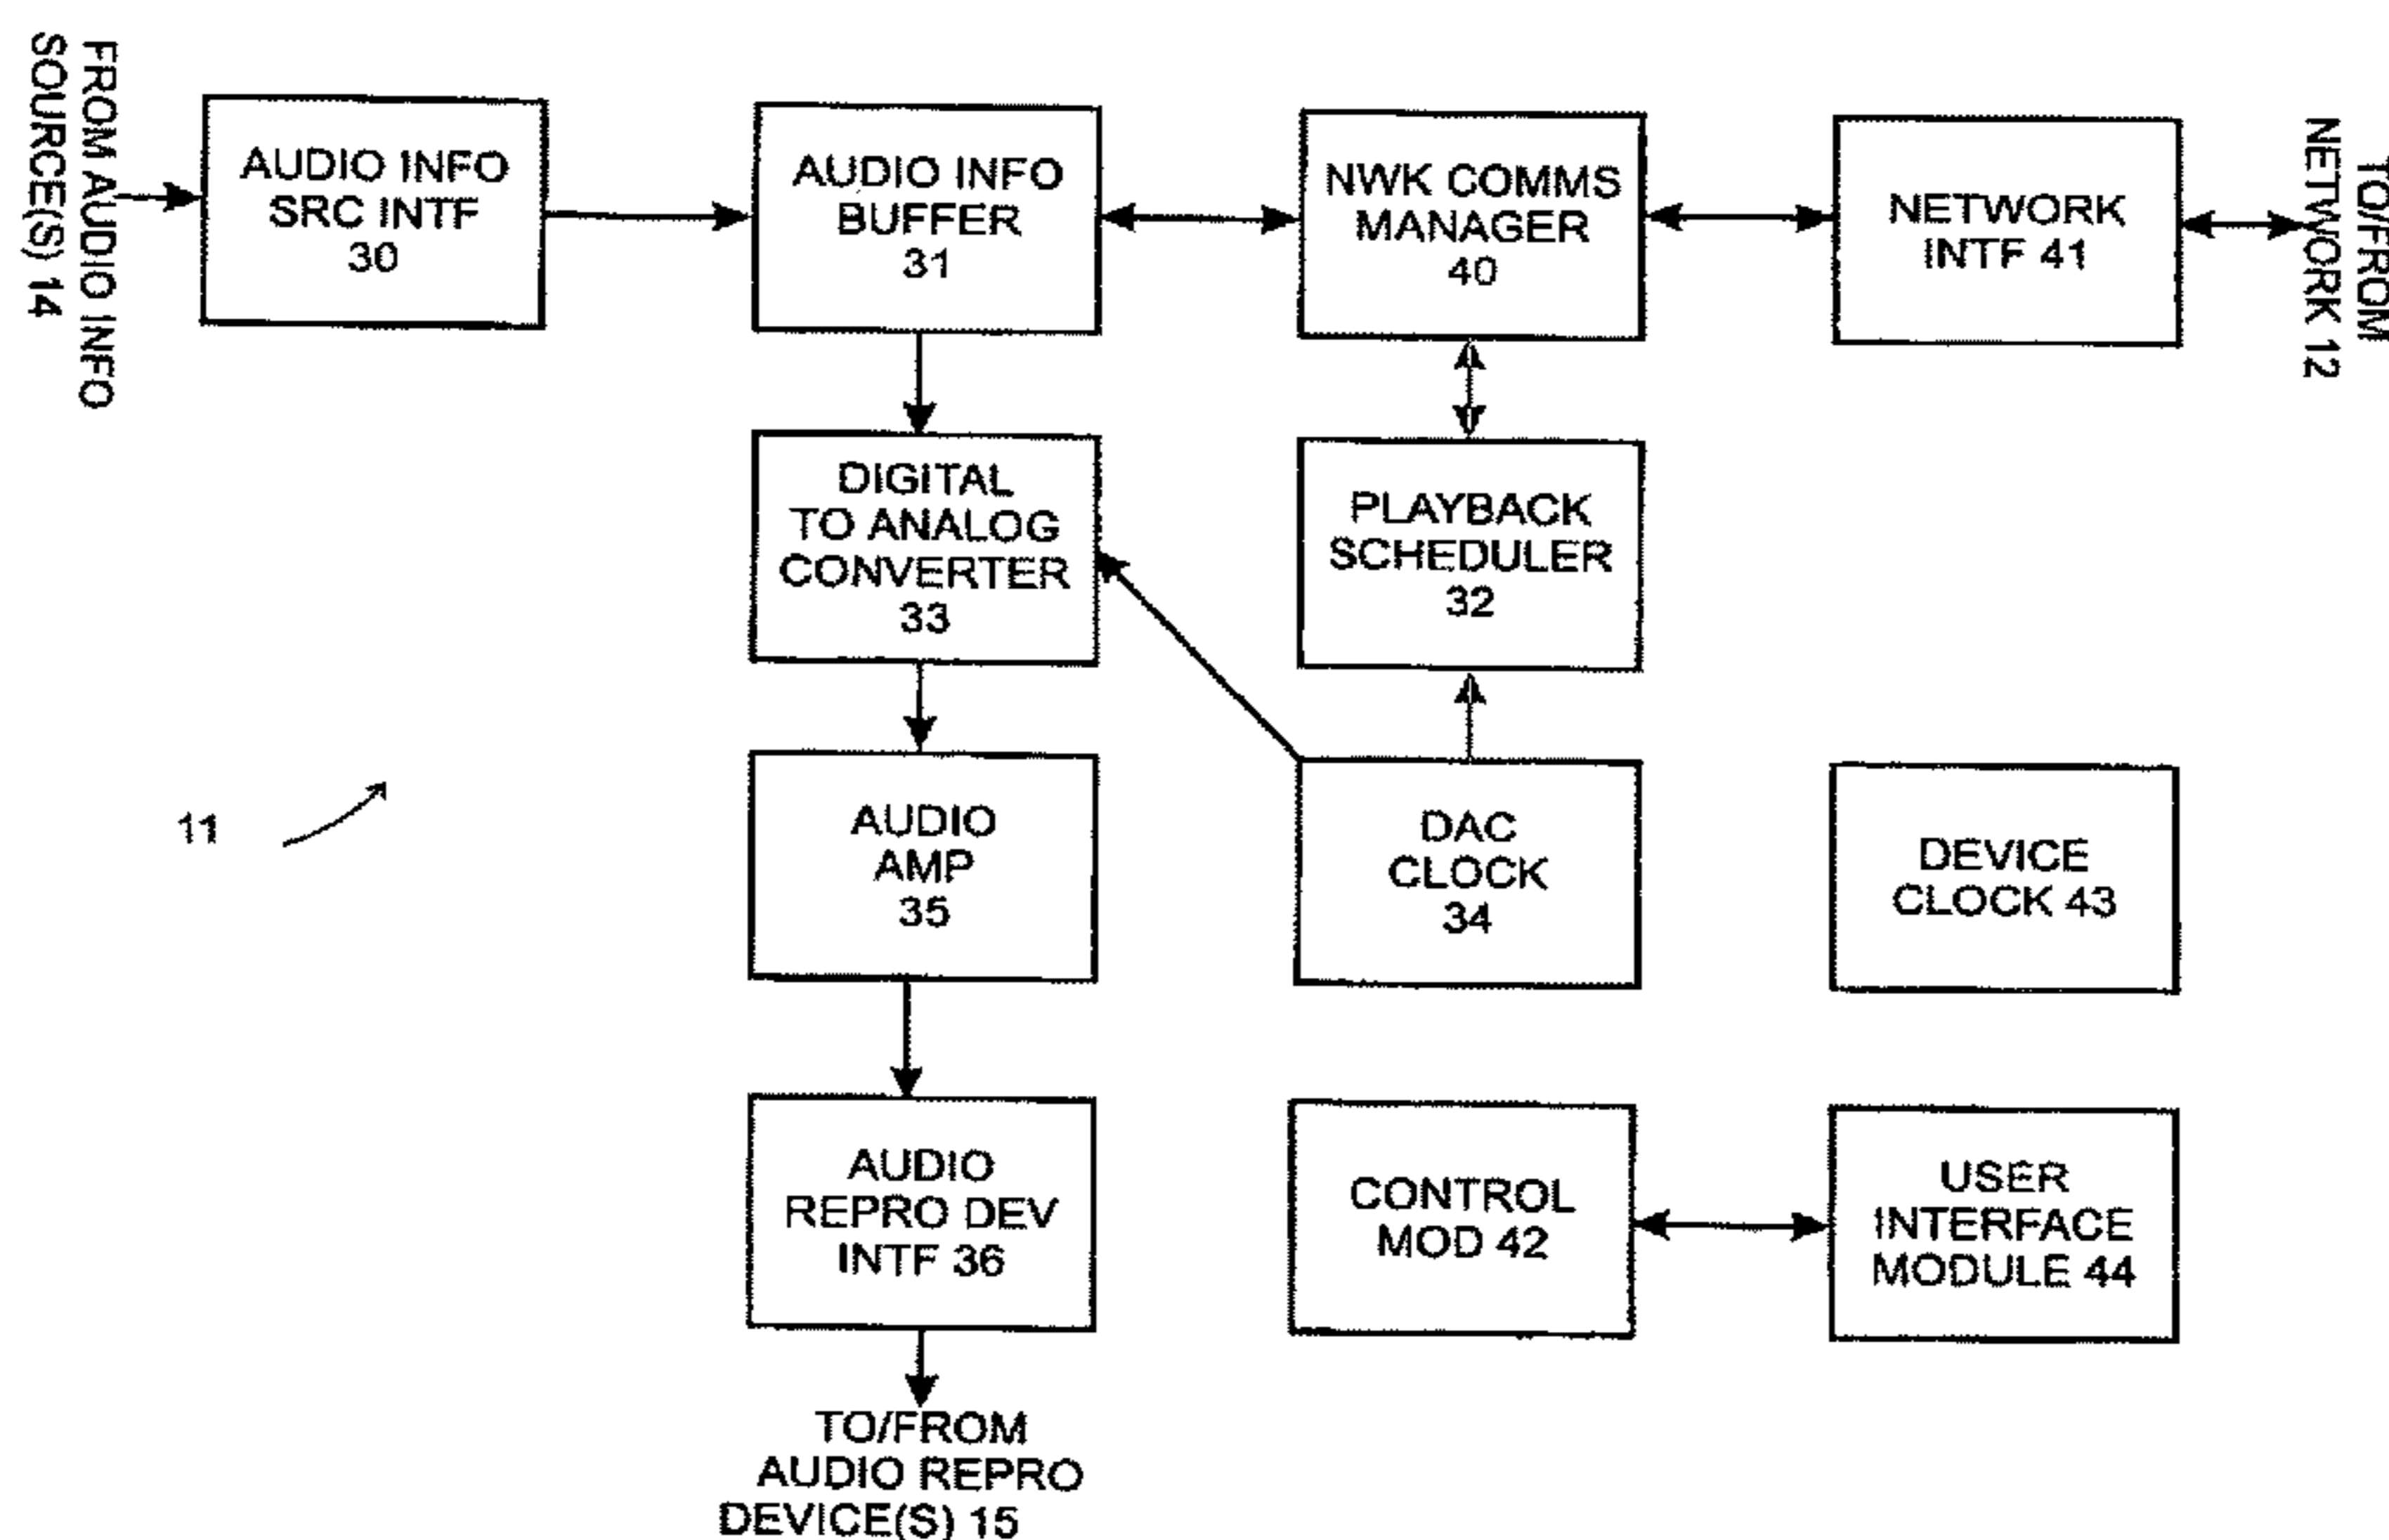 FROM AUDIO INFO
SOURCE(S) 14
AUDIO INFO
SRC INTF
30
AUDIO INFO
BUFFER
31
NWK COMMS
MANAGER
40
NETWORK
INTF 41
TO/FROM
NETWORK 12
DIGITAL
TO ANALOG
CONVERTER
33
PLAYBACK
SCHEDULER
32
11
AUDIO
AMP
35
DAC
CLOCK
34
DEVICE
CLOCK 43
AUDIO
REPRO DEV
INTF 36
CONTROL
MOD 42
USER
INTERFACE
MODULE 44
TO/FROM
AUDIO REPRO
DEVICE(S) 15